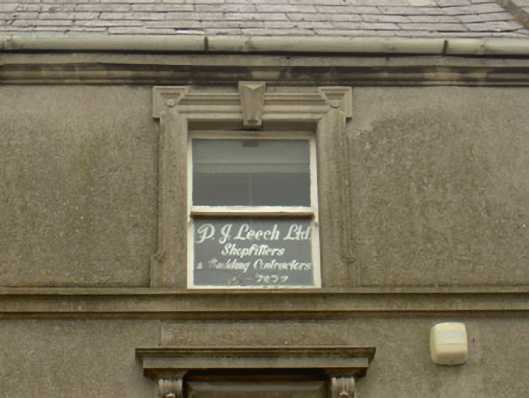 P. J. Leech Ltd.
Shopfitters
& Building Contractors